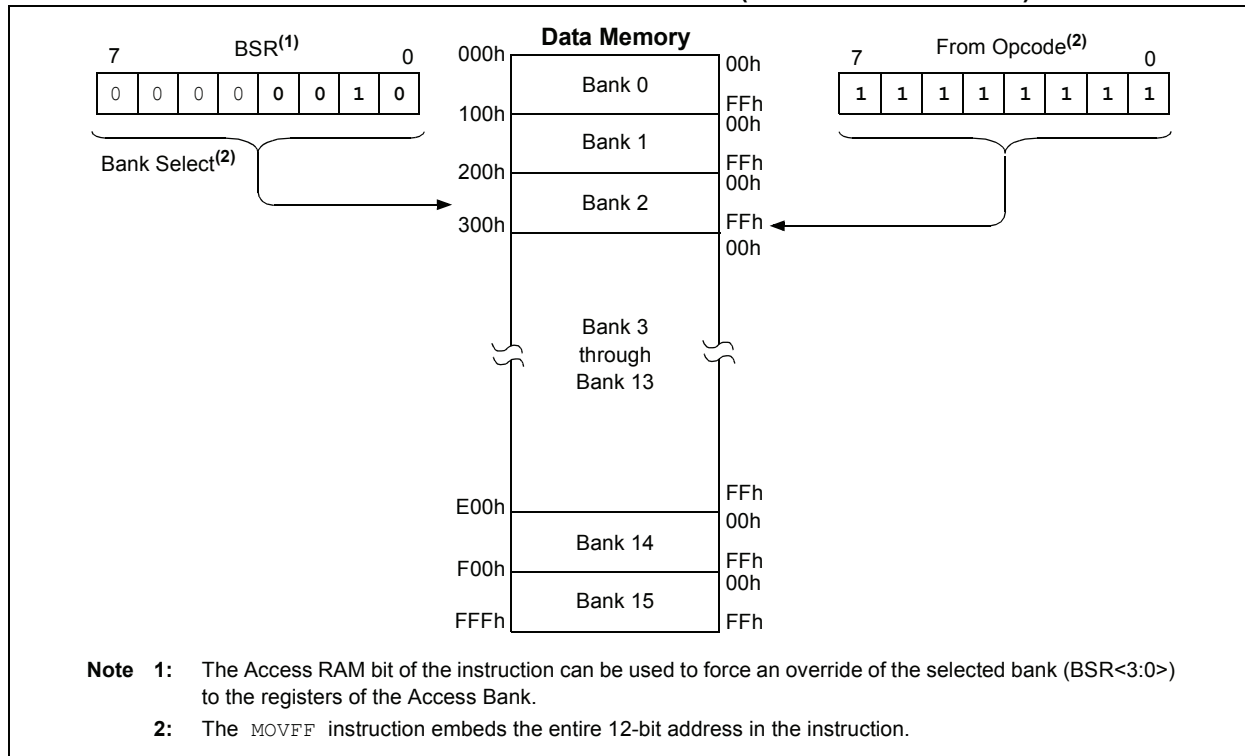 Data Memory
7 BSR(1) 0
0 0 0 0 0 0 1 0
Bank Select(2)
From Opcode(2)
7 0
1 1 1 1 1 1 1 1
000h Bank 0 00h
FFh
100h Bank 1 00h
FFh
200h Bank 2 00h
FFh
300h 00h
Bank 3
through
Bank 13
FFh
E00h Bank 14 00h
FFh
F00h Bank 15 00h
FFFh FFh
Note 1: The Access RAM bit of the instruction can be used to force an override of the selected bank (BSR<3:0>)
to the registers of the Access Bank.
2: The MOVFF instruction embeds the entire 12-bit address in the instruction.